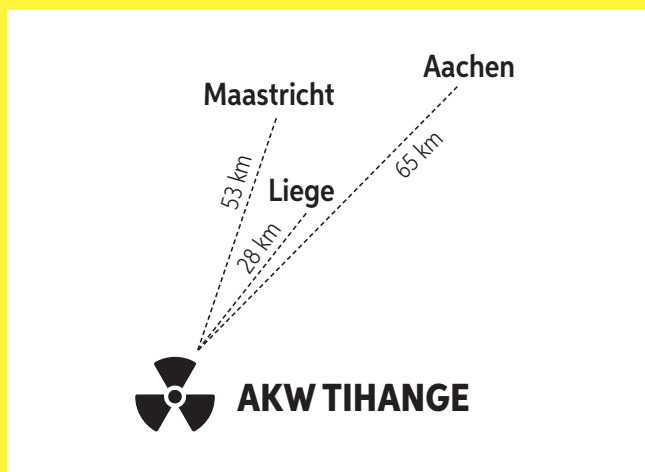 Aachen
Maastricht
65 km
53 km
Liege
28 km
AKW TIHANGE